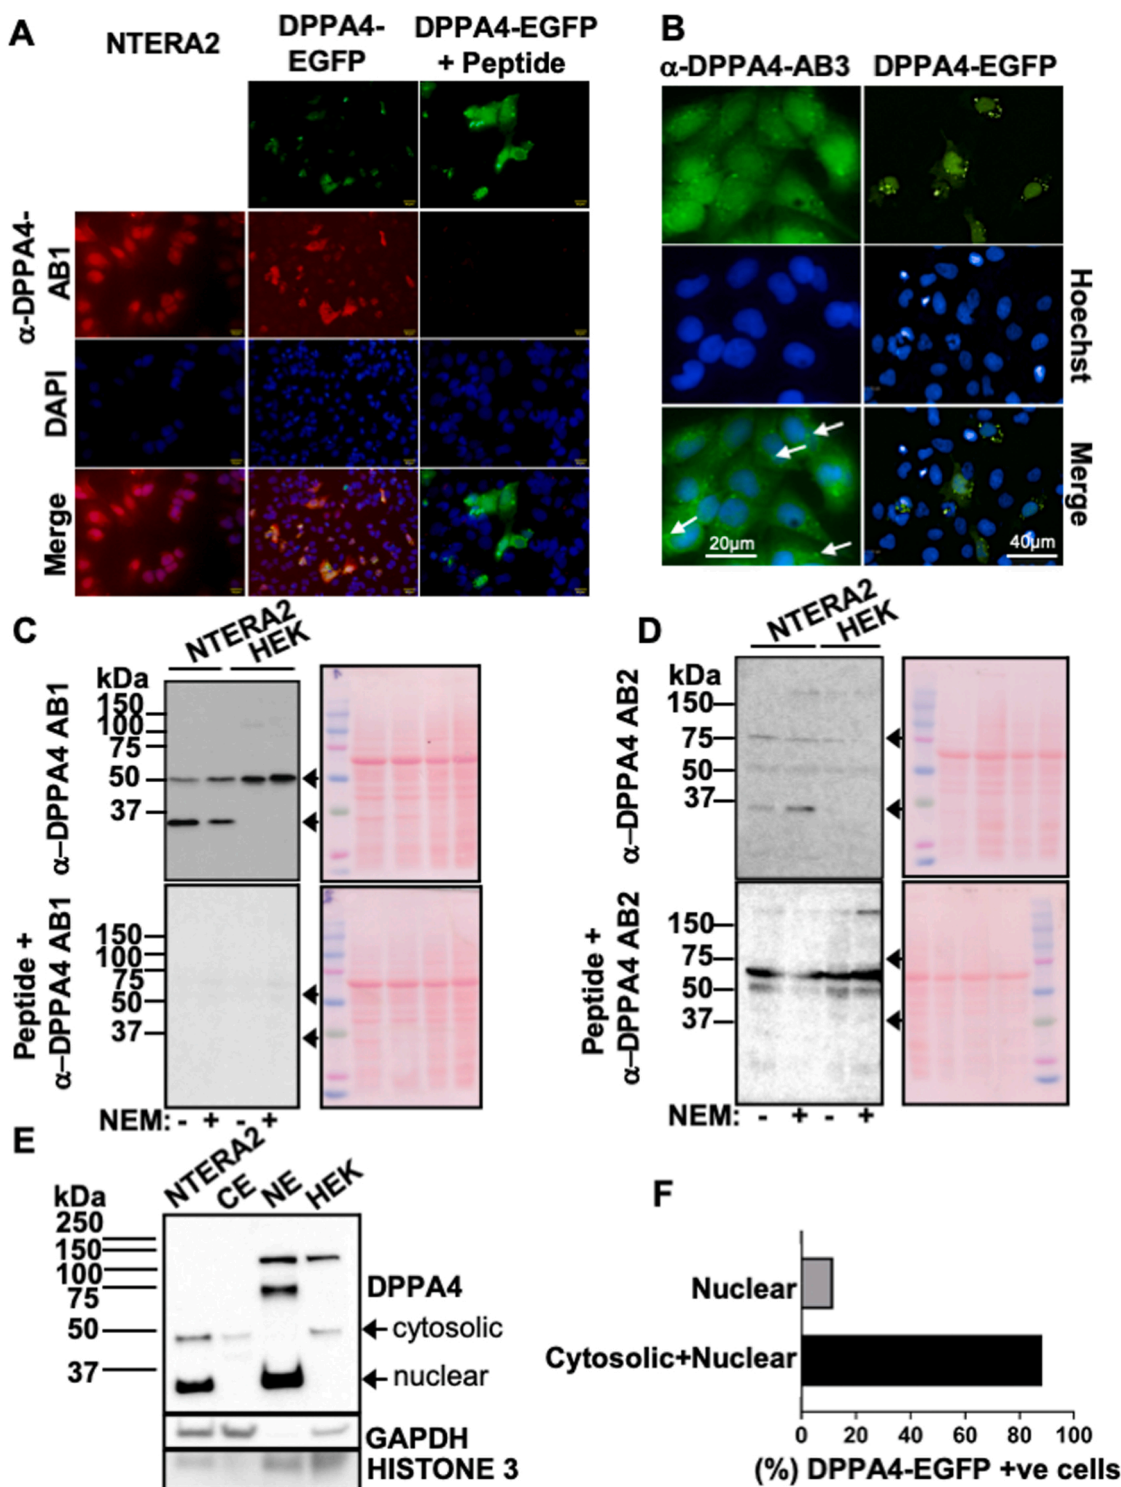 A
NTERA2
DPPA4-
EGFP
DPPA4-EGFP
+ Peptide
α-DPPA4-
AB1
DAPI
Merge
B
α-DPPA4-AB3
DPPA4-EGFP
Hoechst
Merge
20μm
40μm
C
NTERA2
HEK
kDa
150
100
75
50
37
α–DPPA4 AB1
150
100
75
50
37
Peptide +
α–DPPA4 AB1
NEM: - + - +
D
NTERA2
HEK
kDa
150
75
50
37
α–DPPA4 AB2
150
75
50
37
Peptide +
α–DPPA4 AB2
NEM: - + - +
E
NTERA2
CE
NE
HEK
kDa
250
150
100
75
50
37
DPPA4
cytosolic
nuclear
GAPDH
HISTONE 3
F
Nuclear
Cytosolic+Nuclear
0 20 40 60 80 100
(%) DPPA4-EGFP +ve cells